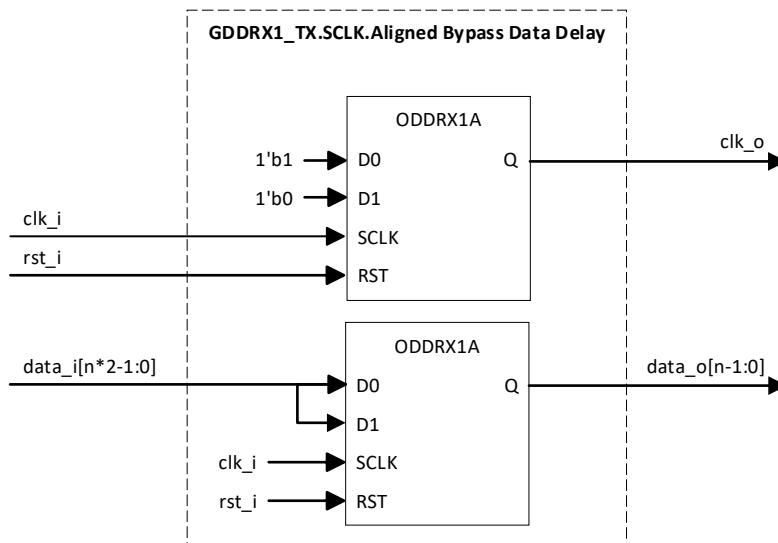 GDDRX1_TX.SCLK.Aligned Bypass Data Delay
ODDRX1A
clk_o
1'b1 D0 Q
1'b0 D1
clk_i
SCLK
rst_i
RST
ODDRX1A
data_i[n*2-1:0] data_o[n-1:0]
D0 Q
D1
clk_i SCLK
rst_i RST